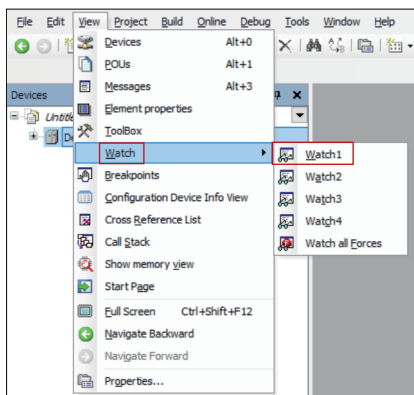 File Edit View Project Build Online Debug Tools Window Help
Devices
Devices Alt+0
POUs Alt+1
Messages Alt+3
Element properties
ToolBox
Watch
Breakpoints
Configuration Device Info View
Cross Reference List
Call Stack
Show memory view
Start Page
Full Screen Ctrl+Shift+F12
Navigate Backward
Navigate Forward
Properties...
Watch1
Watch2
Watch3
Watch4
Watch all Forces